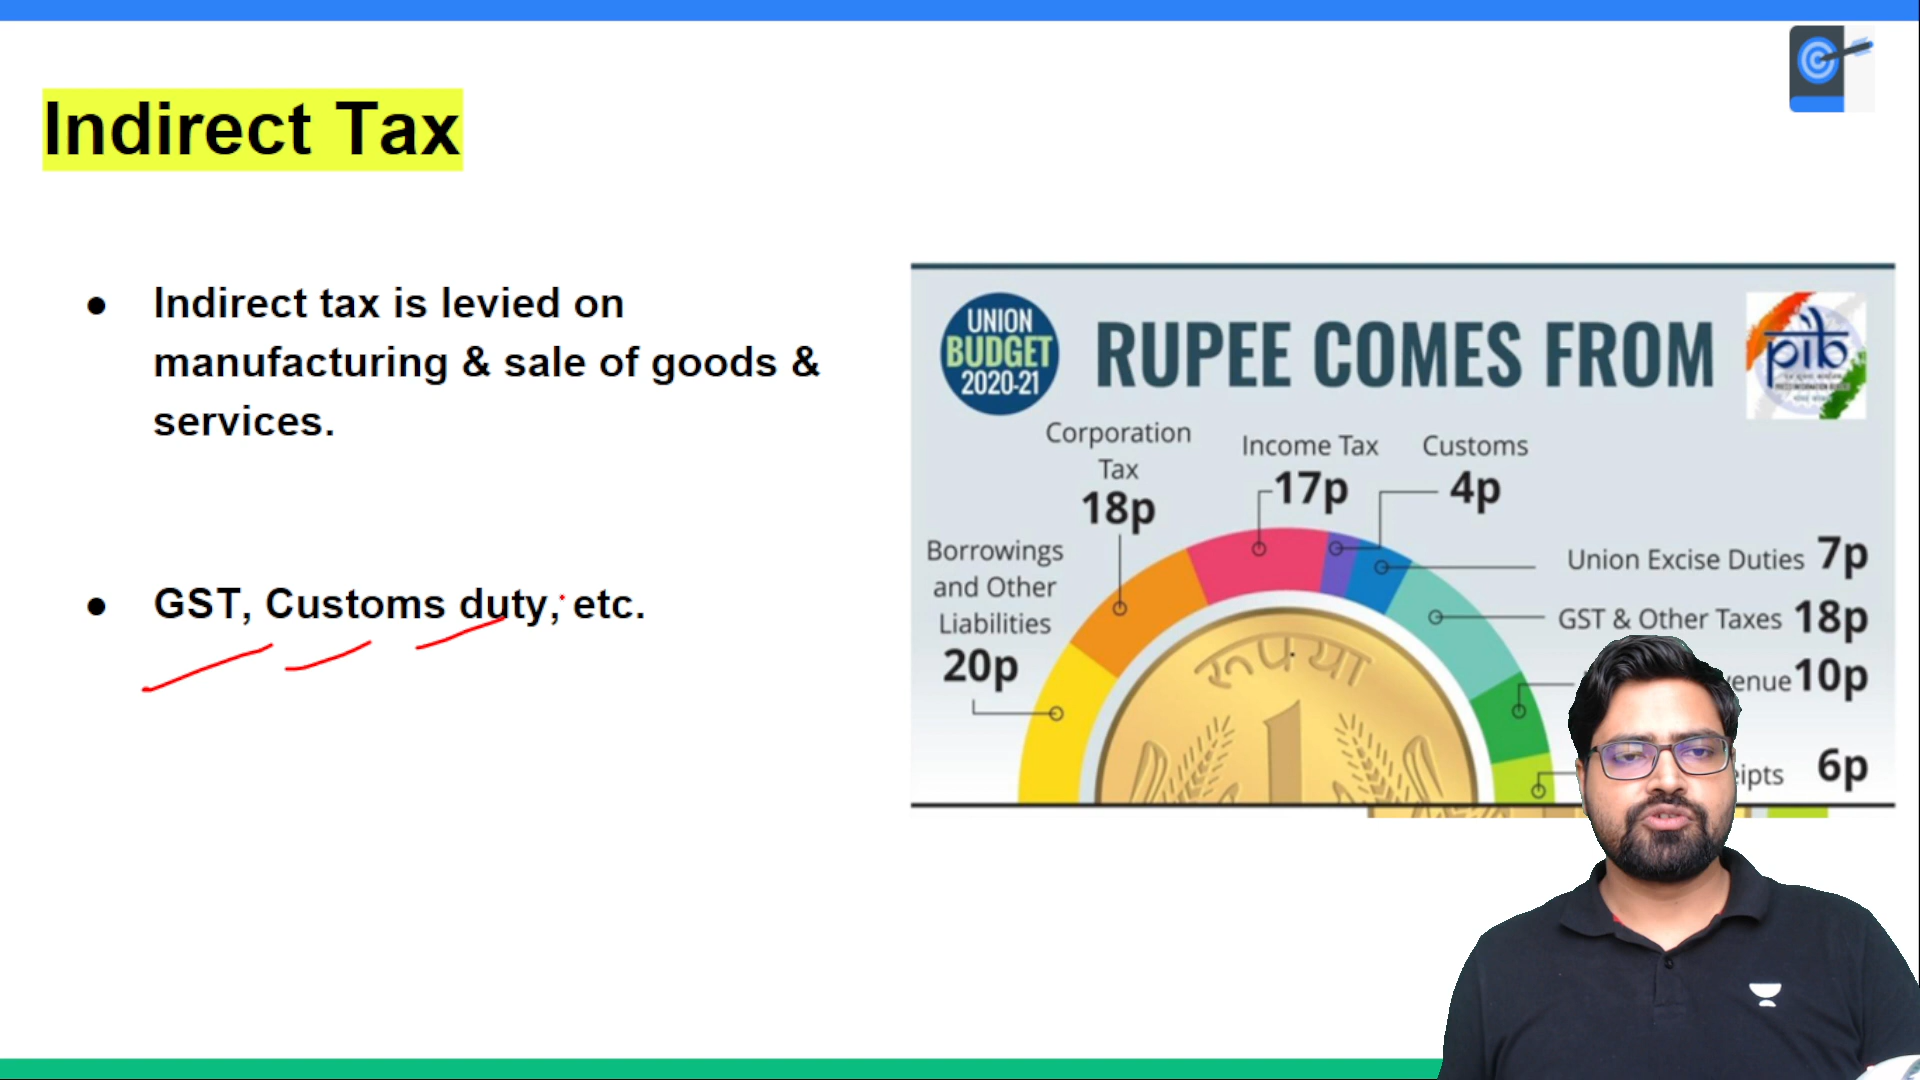 Indirect Tax
● Indirect tax is levied on
manufacturing & sale of goods &
services.
● GST, Customs duty, etc.
UNION
BUDGET
2020-21
RUPEE COMES FROM
pib
Corporation
Tax
18p
Income Tax
17p
Customs
4p
Borrowings
and Other
Liabilities
20p
Union Excise Duties 7p
GST & Other Taxes 18p
10p
6p
रुपया
1